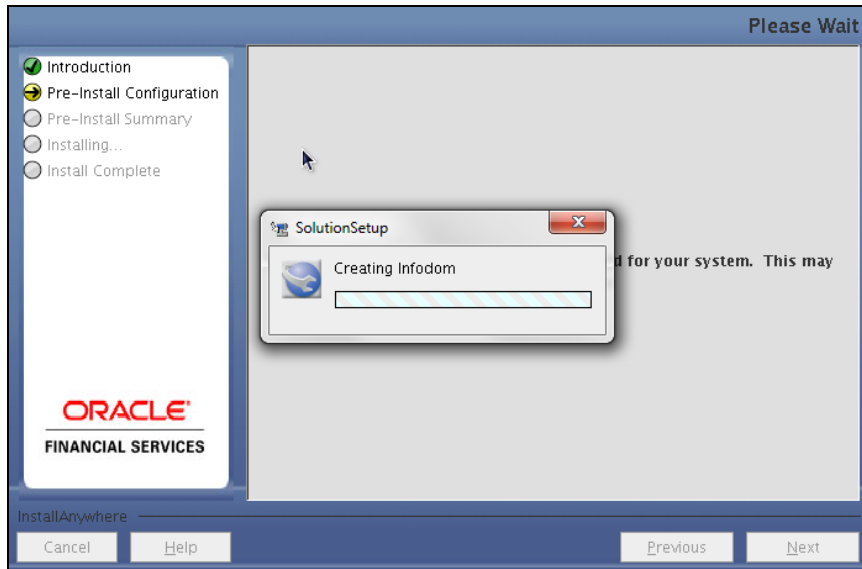 Please Wait
Introduction
Pre-Install Configuration
Pre-Install Summary
Installing...
Install Complete
SolutionSetup
Creating Infodom
for your system. This may
ORACLE
FINANCIAL SERVICES
InstallAnywhere
Cancel
Help
Previous
Next